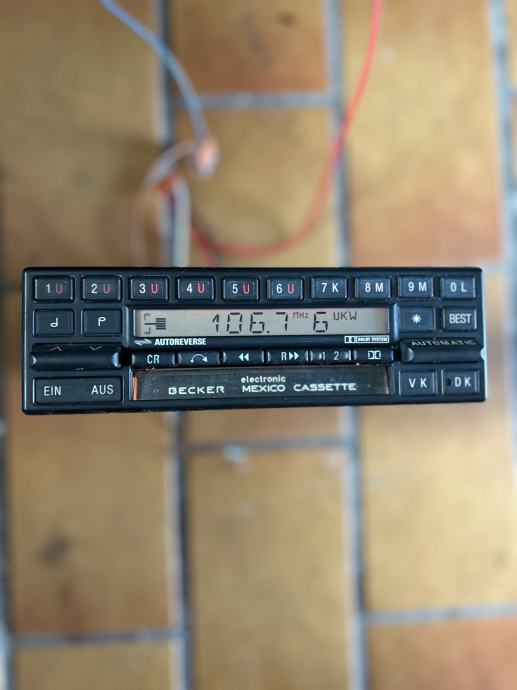 1U 2U 3U 4U 5U 6U 7K 8M 9M 0L
P 106.7 MHz 6 UKW * BEST
AUTOREVERSE DOLBY SYSTEM
AUTOMATIC
CR R 1 2
EIN AUS
electronic
BECKER MEXICO CASSETTE
VK DK